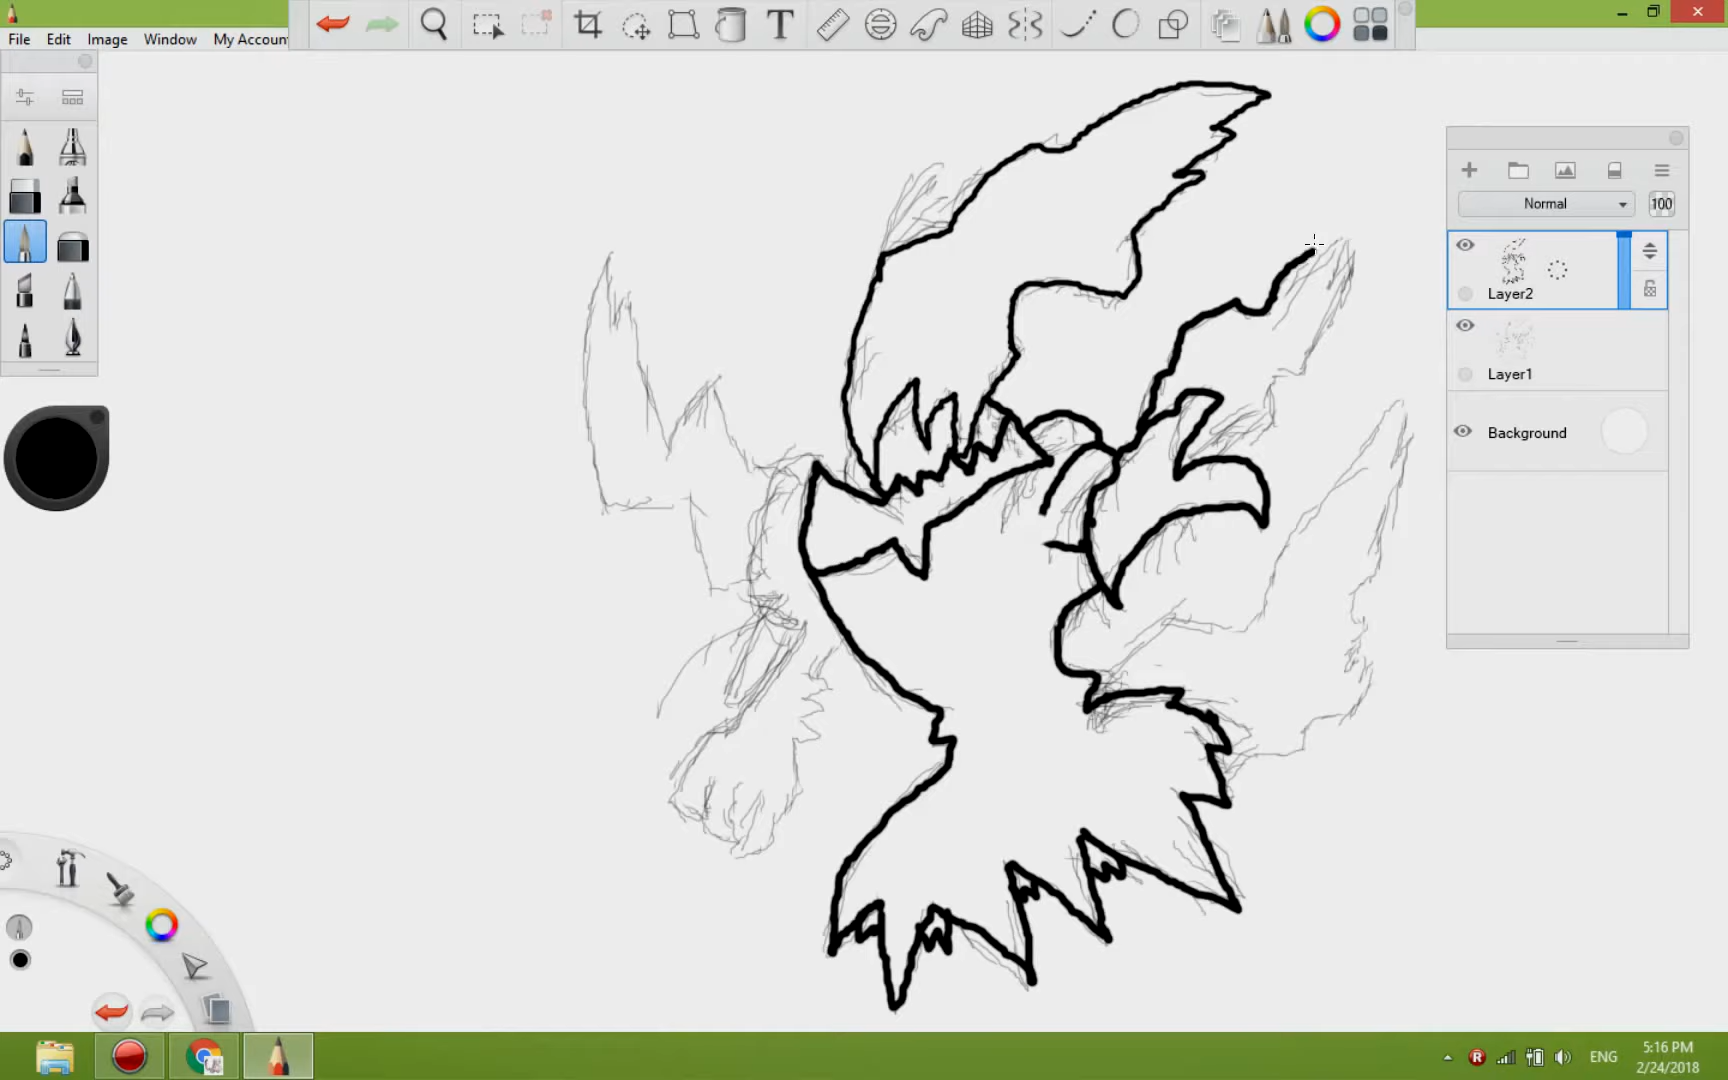 File Edit Image Window My Accoun
T
Normal 100
Layer2
Layer1
Background
ENG
5:16 PM
2/24/2018